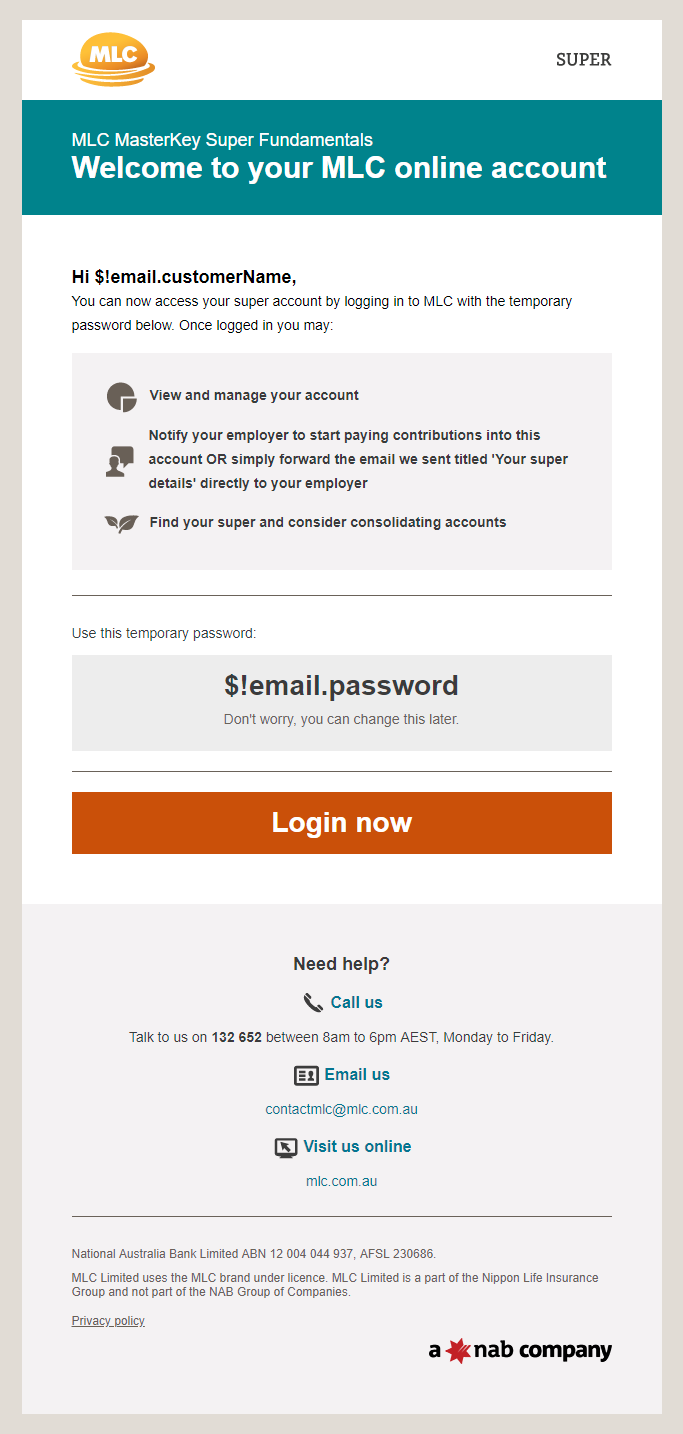 MLC
SUPER
MLC MasterKey Super Fundamentals
Welcome to your MLC online account
Hi $!email.customerName,
You can now access your super account by logging in to MLC with the temporary
password below. Once logged in you may:
View and manage your account
Notify your employer to start paying contributions into this
account OR simply forward the email we sent titled 'Your super
details' directly to your employer
Find your super and consider consolidating accounts
Use this temporary password:
$!email.password
Don't worry, you can change this later.
Login now
Need help?
Call us
Talk to us on 132 652 between 8am to 6pm AEST, Monday to Friday.
Email us
contactmlc@mlc.com.au
Visit us online
mlc.com.au
National Australia Bank Limited ABN 12 004 044 937, AFSL 230686.
MLC Limited uses the MLC brand under licence. MLC Limited is a part of the Nippon Life Insurance
Group and not part of the NAB Group of Companies.
Privacy policy
a nab company